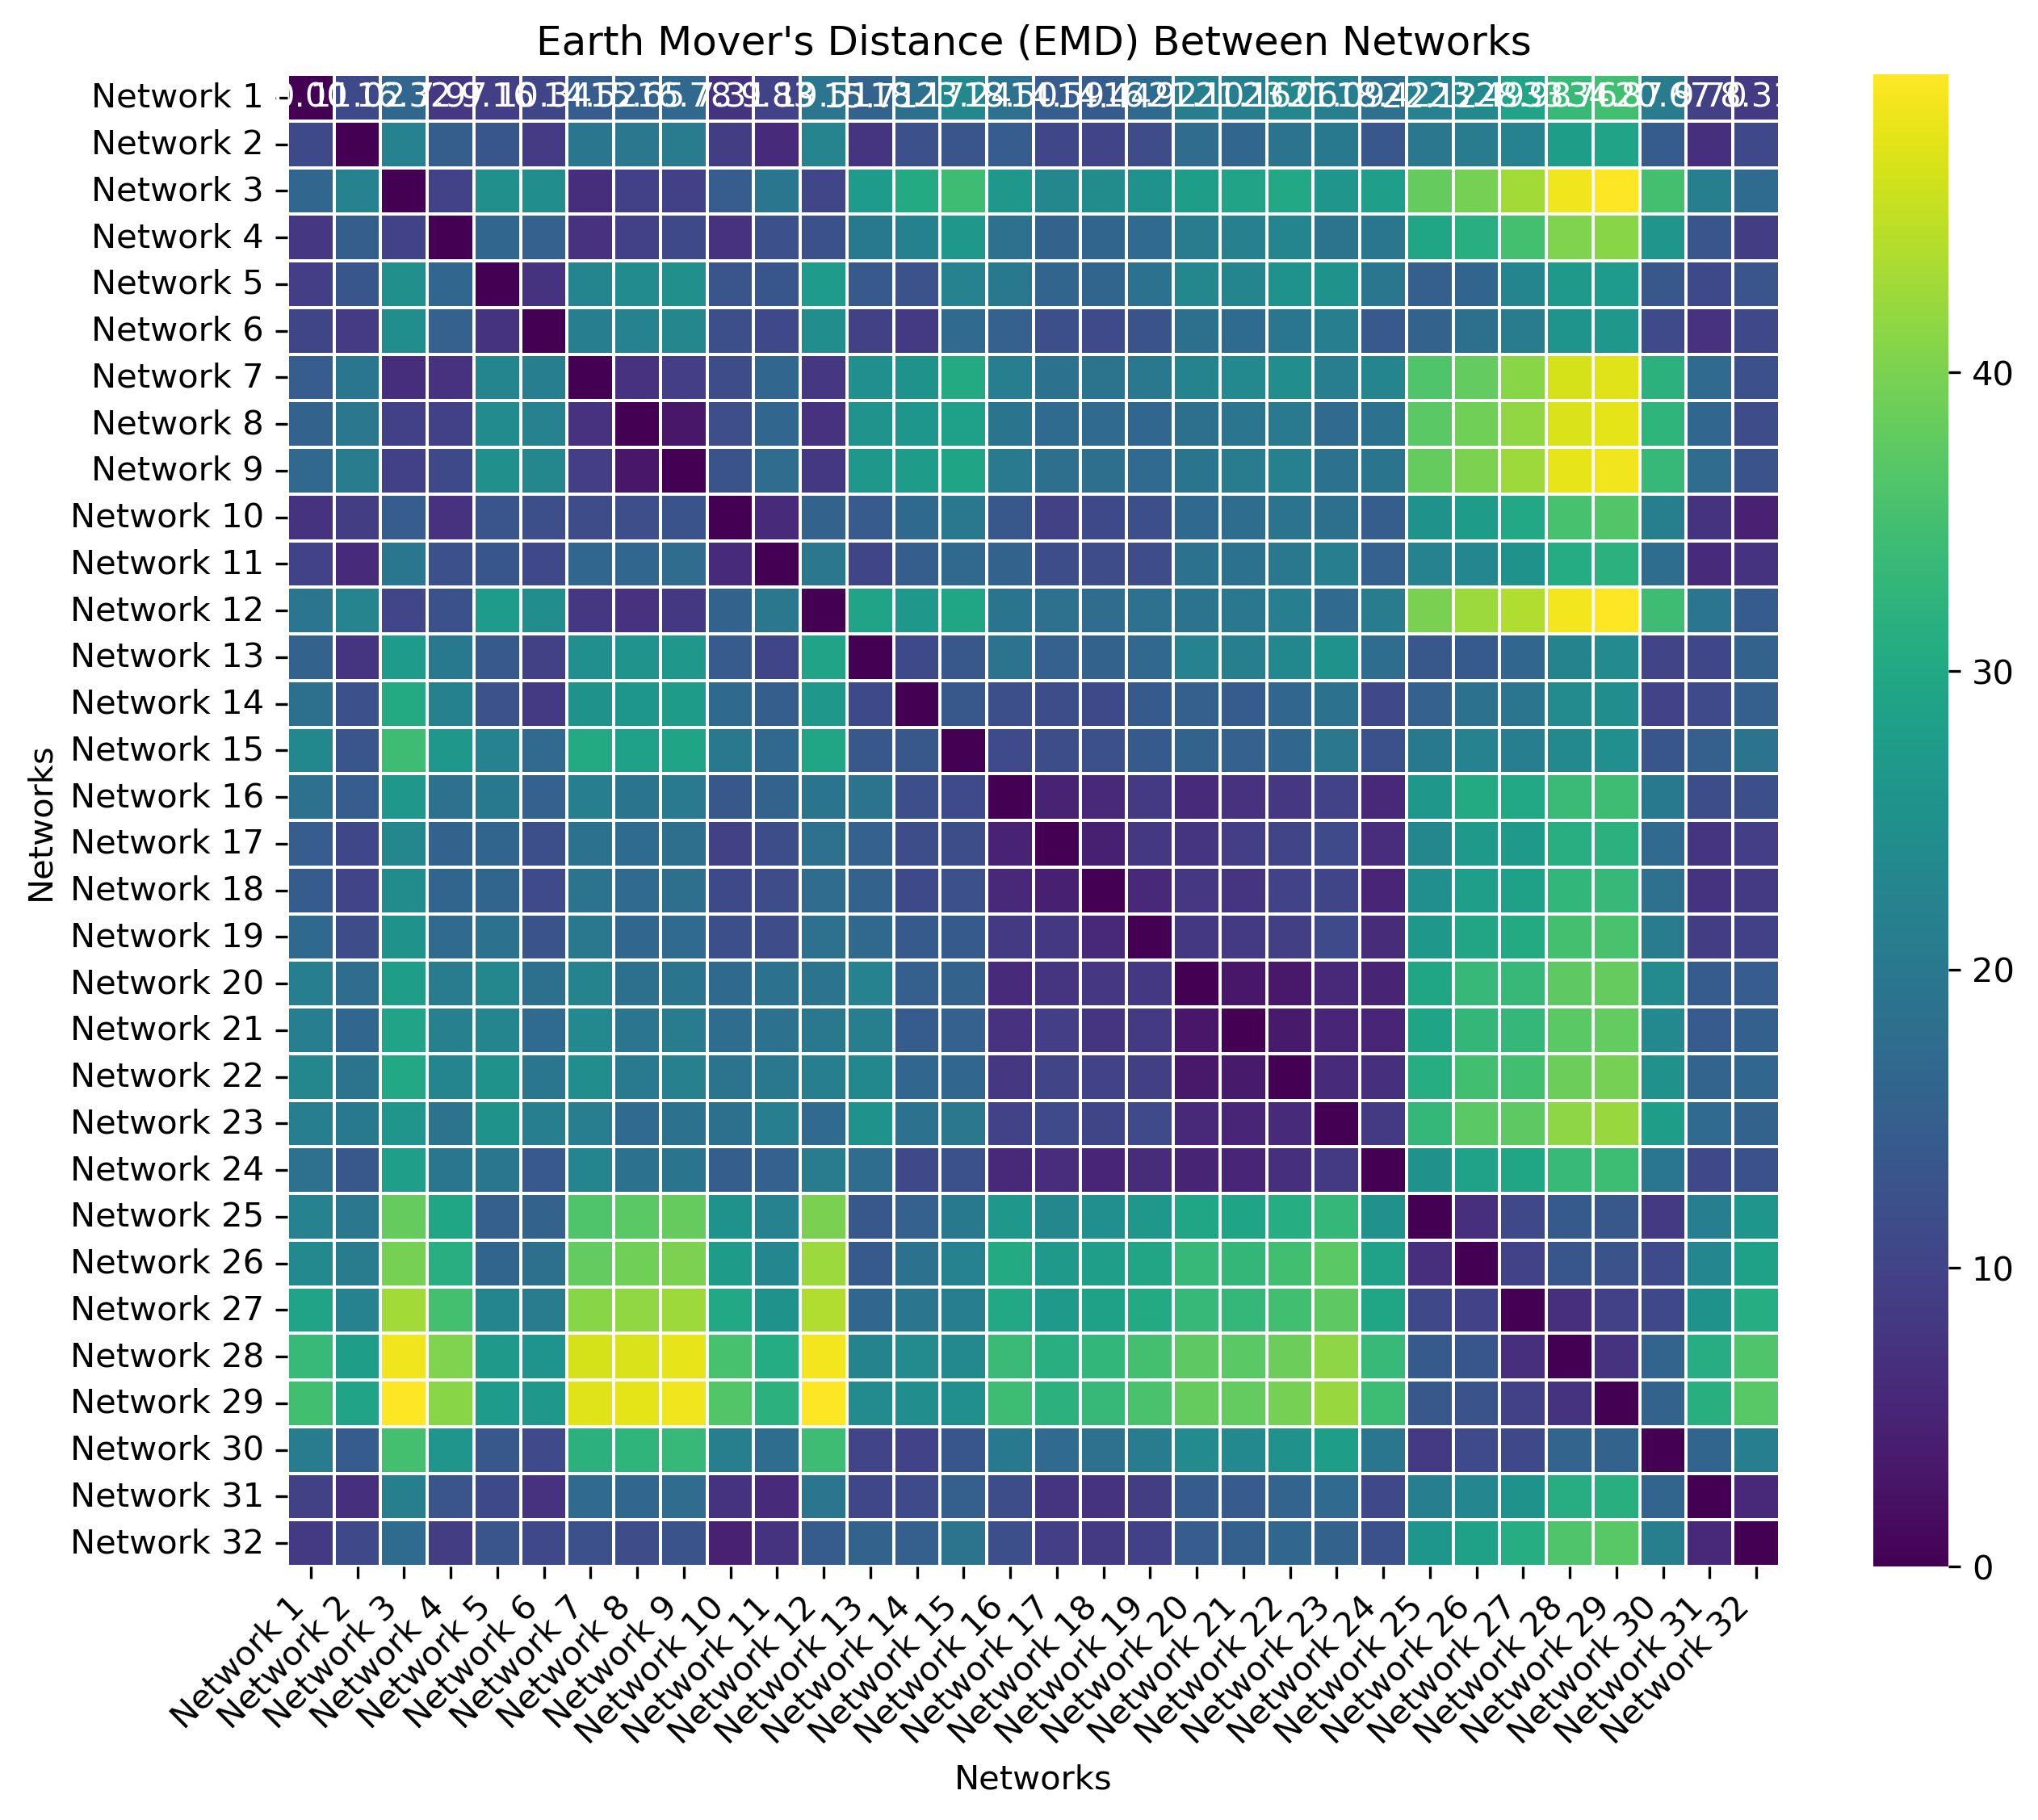 Earth Mover's Distance (EMD) Between Networks
Network 1
Network 2
Network 3
Network 4
Network 5
Network 6
Network 7
Network 8
Network 9
Network 10
Network 11
Network 12
Network 13
Network 14
Network 15
Network 16
Network 17
Network 18
Network 19
Network 20
Network 21
Network 22
Network 23
Network 24
Network 25
Network 26
Network 27
Network 28
Network 29
Network 30
Network 31
Network 32
Networks
Network 1
Network 2
Network 3
Network 4
Network 5
Network 6
Network 7
Network 8
Network 9
Network 10
Network 11
Network 12
Network 13
Network 14
Network 15
Network 16
Network 17
Network 18
Network 19
Network 20
Network 21
Network 22
Network 23
Network 24
Network 25
Network 26
Network 27
Network 28
Network 29
Network 30
Network 31
Network 32
Networks
40
30
20
10
0